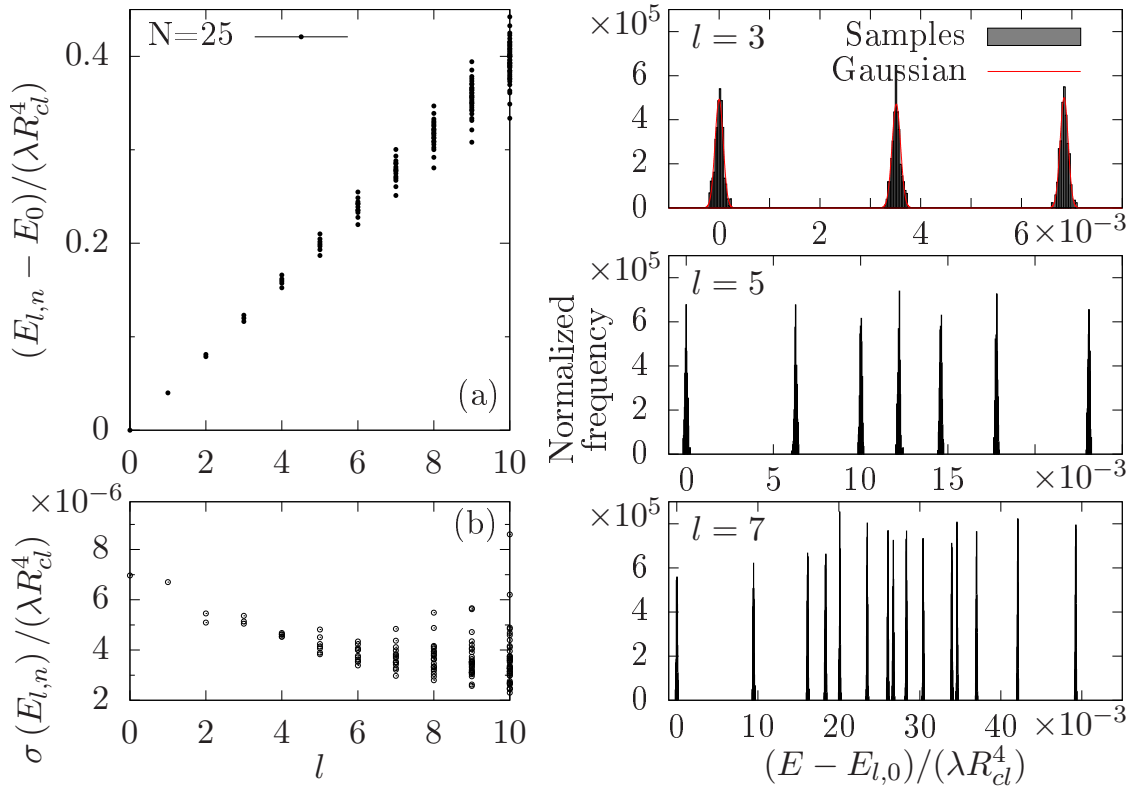 N=25
(E_{l,n} − E_0)/(λR_{cl}^4)
0.4
0.2
0
(a)
0 2 4 6 8 10
×10^{-6}
(b)
σ (E_{l,n}) /(λR_{cl}^4)
8
6
4
2
0 2 4 6 8 10
l
×10^5
l = 3
Samples
Gaussian
6
4
2
0
0 2 4 6 ×10^{-3}
×10^5
l = 5
Normalized
frequency
6
4
2
0
0 5 10 15 ×10^{-3}
×10^5
l = 7
6
4
2
0
0 10 20 30 40 ×10^{-3}
(E − E_{l,0})/(λR_{cl}^4)